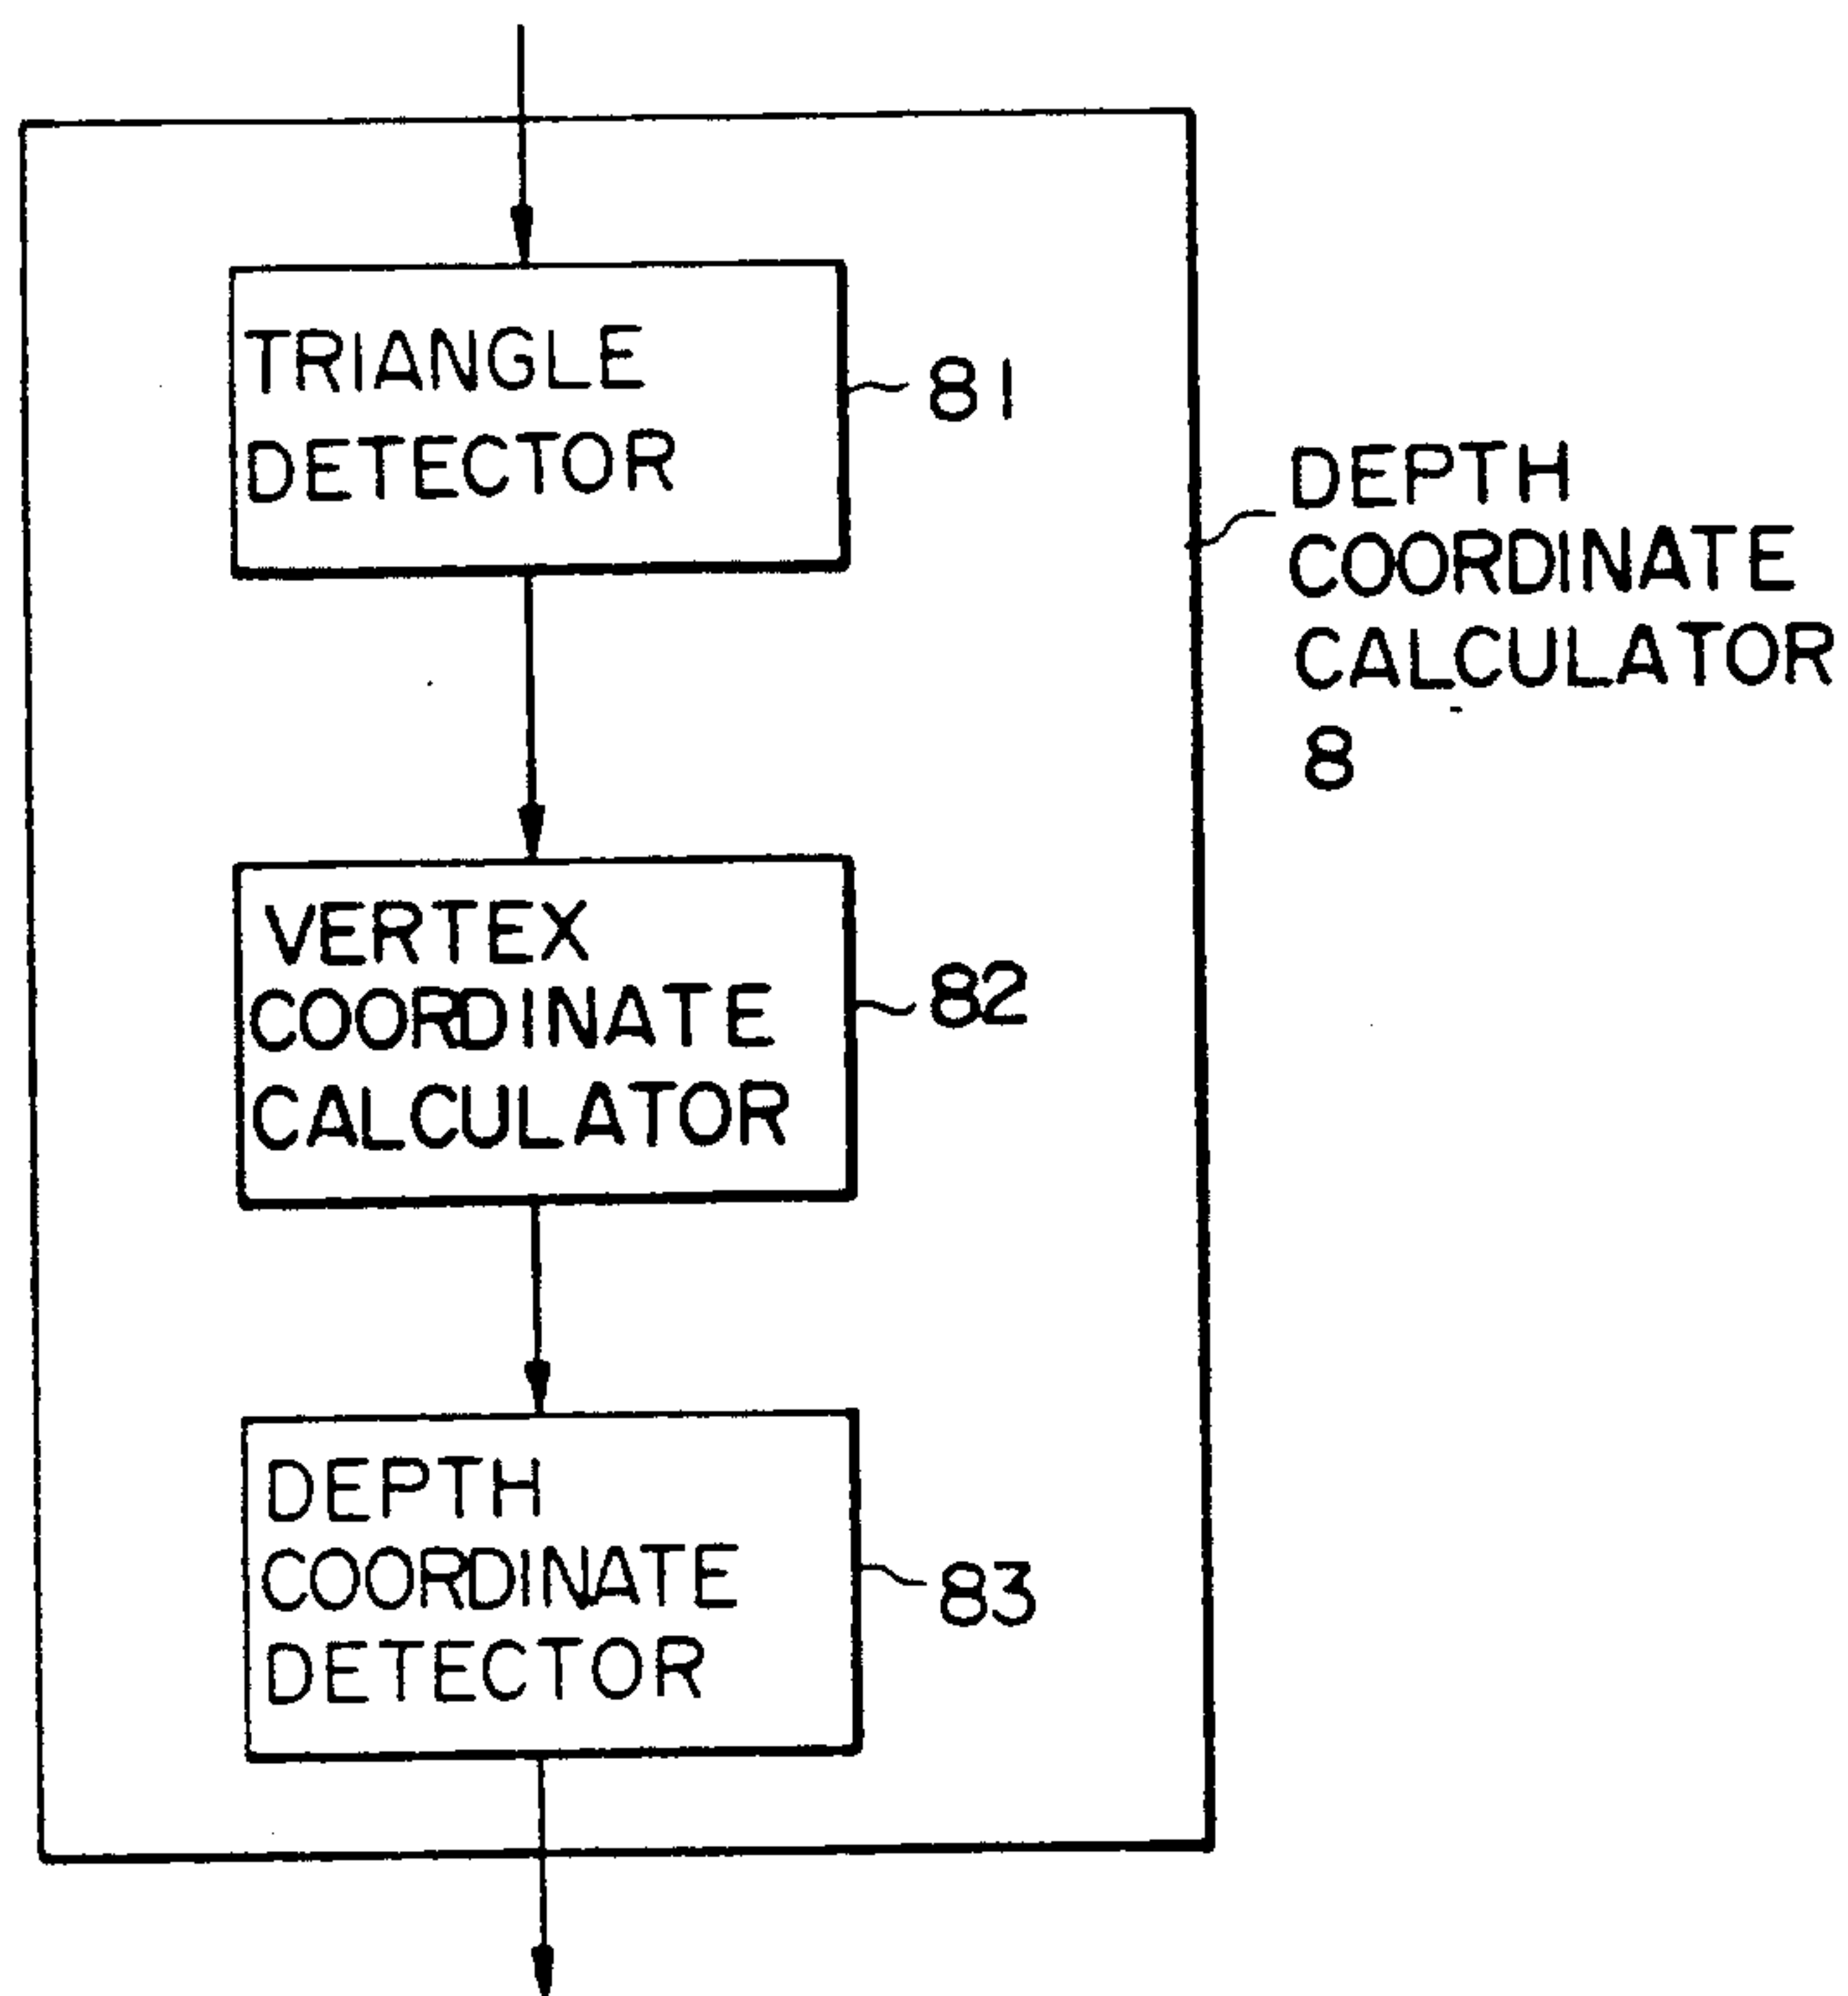 TRIANGLE
DETECTOR
81
DEPTH
COORDINATE
CALCULATOR
8
VERTEX
COORDINATE
CALCULATOR
82
DEPTH
COORDINATE
DETECTOR
83